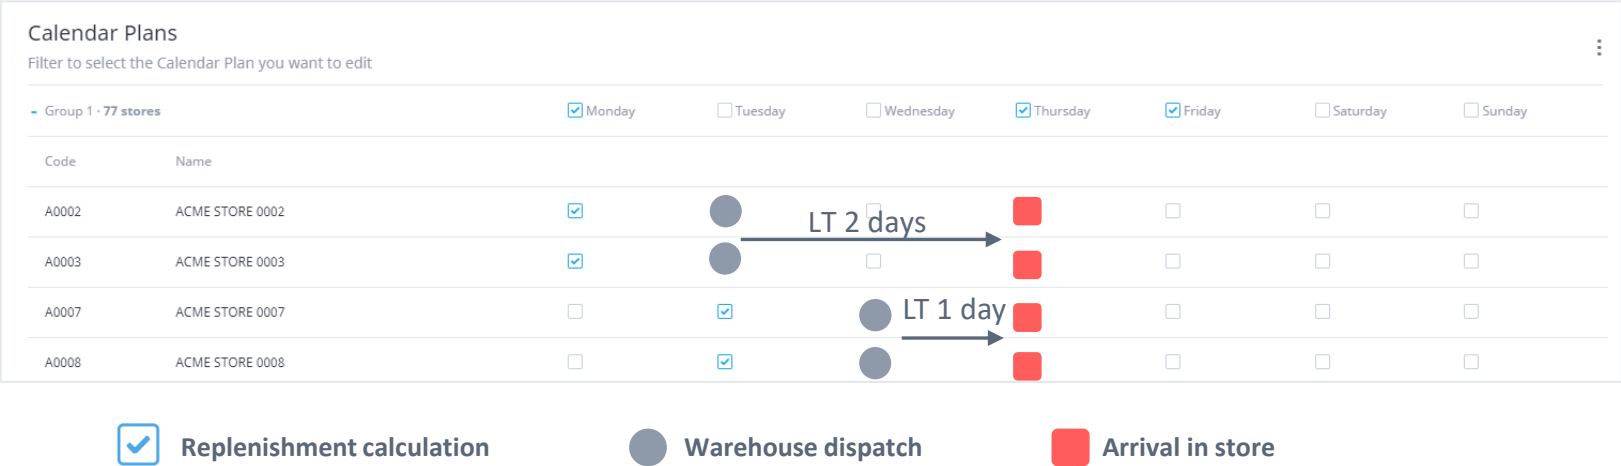 Calendar Plans
Filter to select the Calendar Plan you want to edit
- Group 1 · 77 stores Monday Tuesday Wednesday Thursday Friday Saturday Sunday
Code Name
A0002 ACME STORE 0002
LT 2 days
A0003 ACME STORE 0003
A0007 ACME STORE 0007 LT 1 day
A0008 ACME STORE 0008
Replenishment calculation Warehouse dispatch Arrival in store